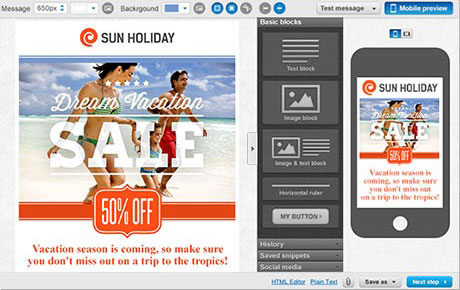 Message 650px Background Test message Mobile preview
SUN HOLIDAY
Dream Vacation
SALE
50% OFF
Vacation season is coming, so make sure
you don't miss out on a trip to the tropics!
Basic blocks
Text block
Image block
Image & text block
Horizontal ruler
MY BUTTON
History
Saved snippets
Social media
SUN HOLIDAY
Dream Vacation
SALE
50% OFF
Vacation season is
coming, so make sure
you don't miss out
on a trip to the
tropics!
HTML Editor Plain Text Save as Next step